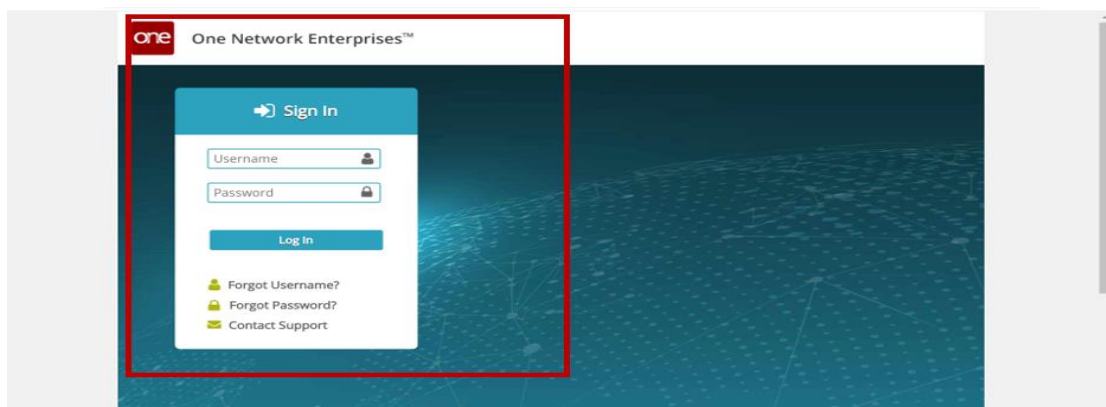 one
One Network Enterprises™
Sign In
Username
Password
Log In
Forgot Username?
Forgot Password?
Contact Support